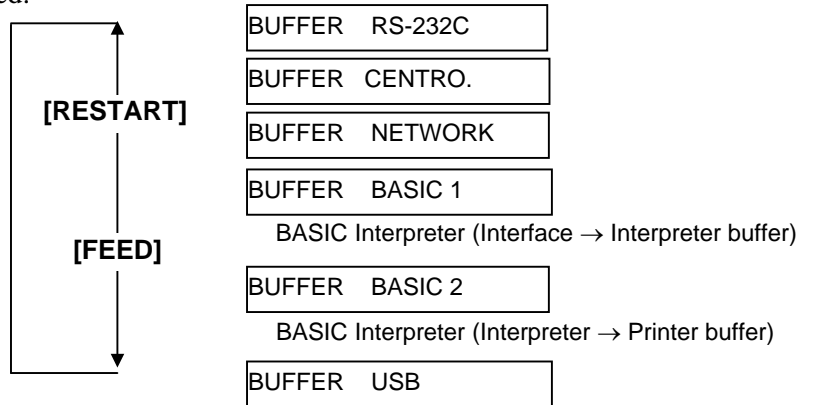 BUFFER RS-232C
BUFFER CENTRO.
[RESTART]
BUFFER NETWORK
BUFFER BASIC 1
BASIC Interpreter (Interface → Interpreter buffer)
[FEED]
BUFFER BASIC 2
BASIC Interpreter (Interpreter → Printer buffer)
BUFFER USB